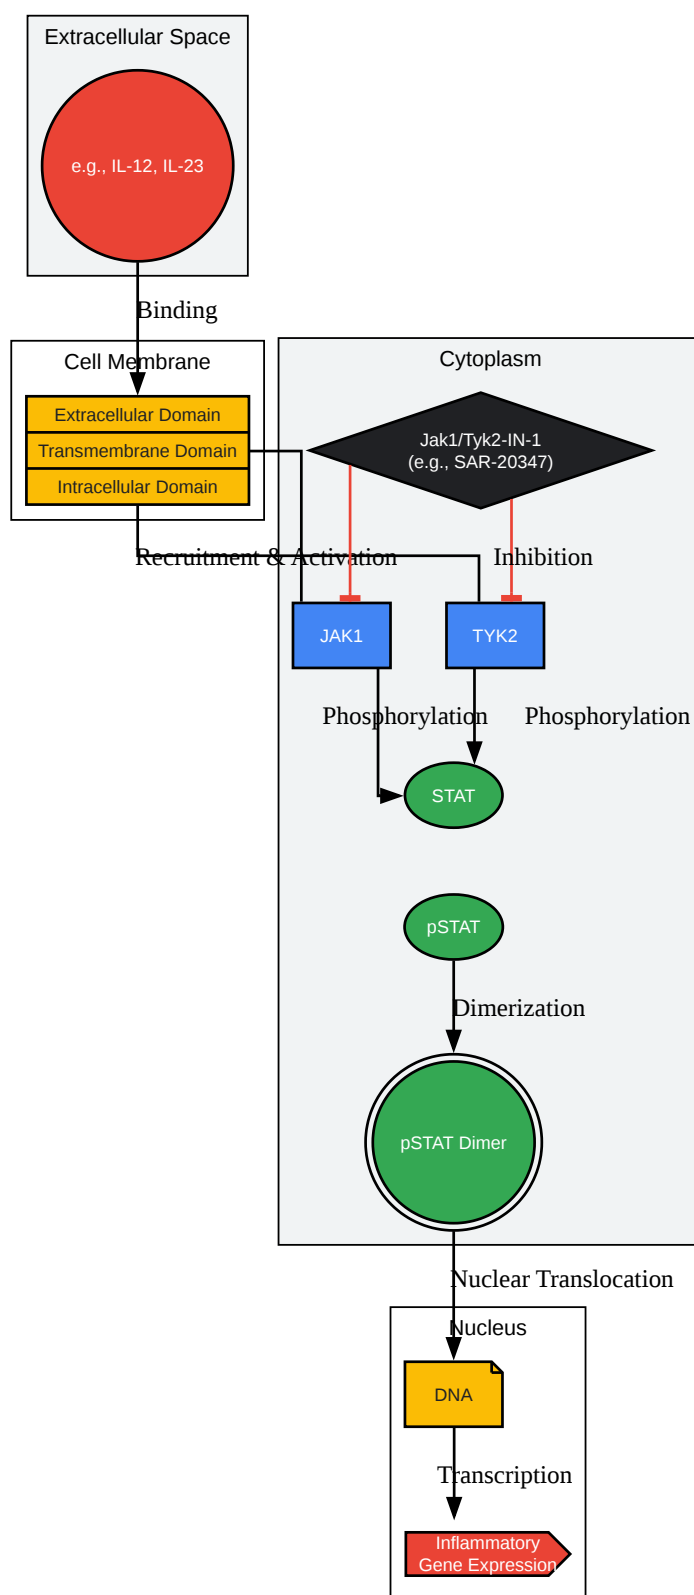 Extracellular Space
e.g., IL-12, IL-23
Binding
Cell Membrane
Extracellular Domain
Transmembrane Domain
Intracellular Domain
Cytoplasm
Jak1/Tyk2-IN-1
(e.g., SAR-20347)
Recruitment & Activation
Inhibition
JAK1
TYK2
Phosphorylation
Phosphorylation
STAT
pSTAT
Dimerization
pSTAT Dimer
Nuclear Translocation
Nucleus
DNA
Transcription
Inflammatory
Gene Expression